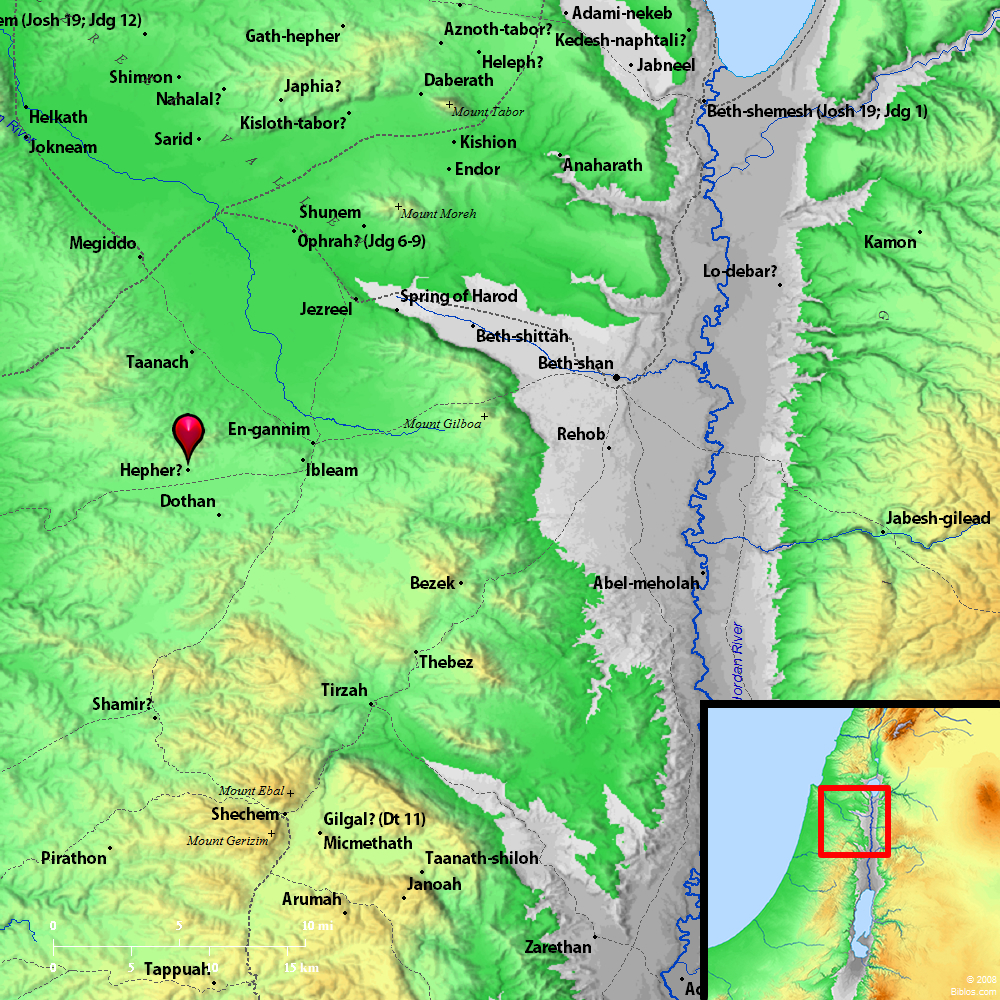 em (Josh 19; Jdg 12)
Adami-nekeb
Gath-hepher
Aznoth-tabor?
Kedesh-naphtali?
Heleph?
Jabneel
Shimron
Nahalal?
Japhia?
Daberath
Mount Tabor
Beth-shemesh (Josh 19; Jdg 1)
Helkath
Kisloth-tabor?
River
Jokneam
Sarid
Kishion
Endor
Anaharath
Shunem
Mount Moreh
Ophrah? (Jdg 6-9)
Megiddo
Kamon
Lo-debar?
Jezreel
Spring of Harod
G
Beth-shittah
Taanach
Beth-shan
En-gannim
Mount Gilboa
Rehob
Hepher?
Ibleam
Dothan
Jabesh-gilead
Bezek
Abel-meholah
Jordan River
Thebez
Tirzah
Shamir?
Mount Ebal
Shechem
Gilgal? (Dt 11)
Mount Gerizim
Micmethath
Pirathon
Taanath-shiloh
Janoah
Arumah
0 5 10 mi
Zarethan
0 5 10 15 km
Tappuah
© 2008
Biblos.com